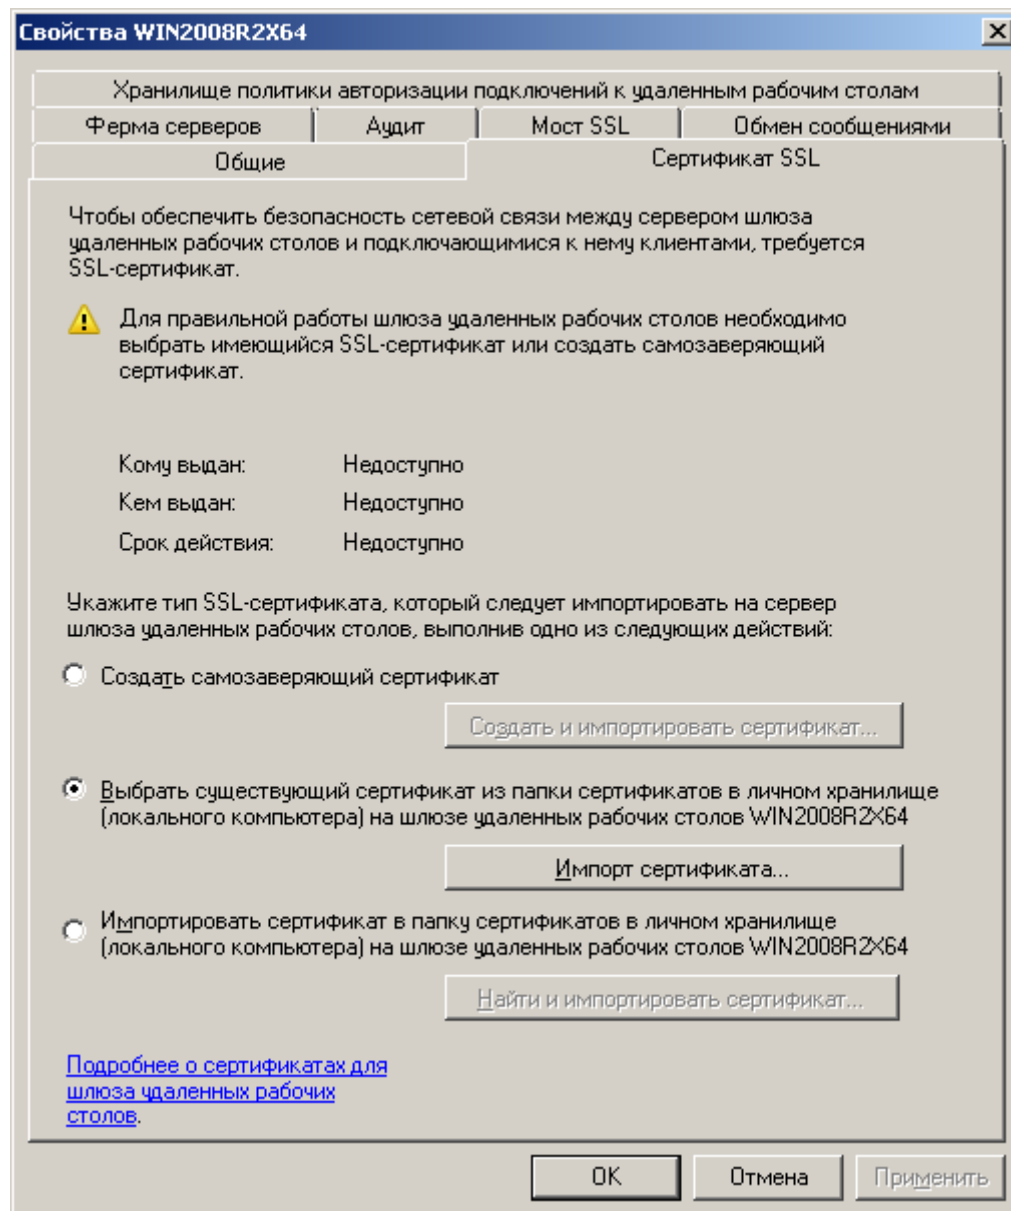 Свойства WIN2008R2X64
Хранилище политики авторизации подключений к удаленным рабочим столам
Ферма серверов
Аудит
Мост SSL
Обмен сообщениями
Общие
Сертификат SSL
Чтобы обеспечить безопасность сетевой связи между сервером шлюза
удаленных рабочих столов и подключающимися к нему клиентами, требуется
SSL-сертификат.
Для правильной работы шлюза удаленных рабочих столов необходимо
выбрать имеющийся SSL-сертификат или создать самозаверяющий
сертификат.
Кому выдан: Недоступно
Кем выдан: Недоступно
Срок действия: Недоступно
Укажите тип SSL-сертификата, который следует импортировать на сервер
шлюза удаленных рабочих столов, выполнив одно из следующих действий:
Создать самозаверяющий сертификат
Создать и импортировать сертификат...
Выбрать существующий сертификат из папки сертификатов в личном хранилище
(локального компьютера) на шлюзе удаленных рабочих столов WIN2008R2X64
Импорт сертификата...
Импортировать сертификат в папку сертификатов в личном хранилище
(локального компьютера) на шлюзе удаленных рабочих столов WIN2008R2X64
Найти и импортировать сертификат...
Подробнее о сертификатах для
шлюза удаленных рабочих
столов.
OK
Отмена
Применить